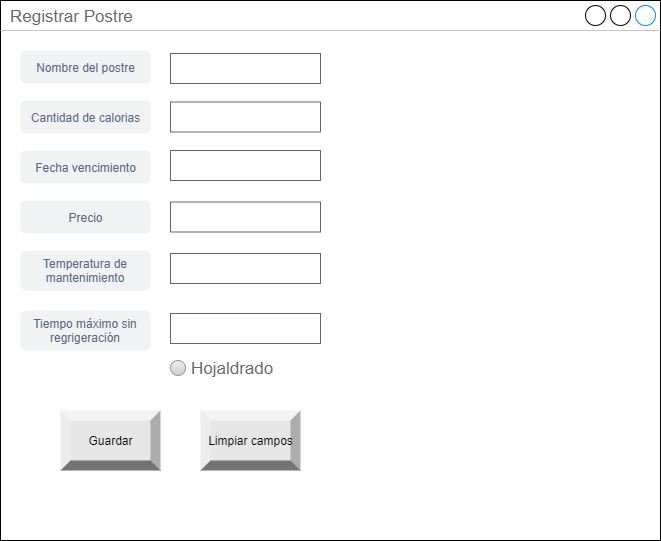 Registrar Postre
Nombre del postre
Cantidad de calorias
Fecha vencimiento
Precio
Temperatura de
mantenimiento
Tiempo máximo sin
regrigeración
Hojaldrado
Guardar
Limpiar campos